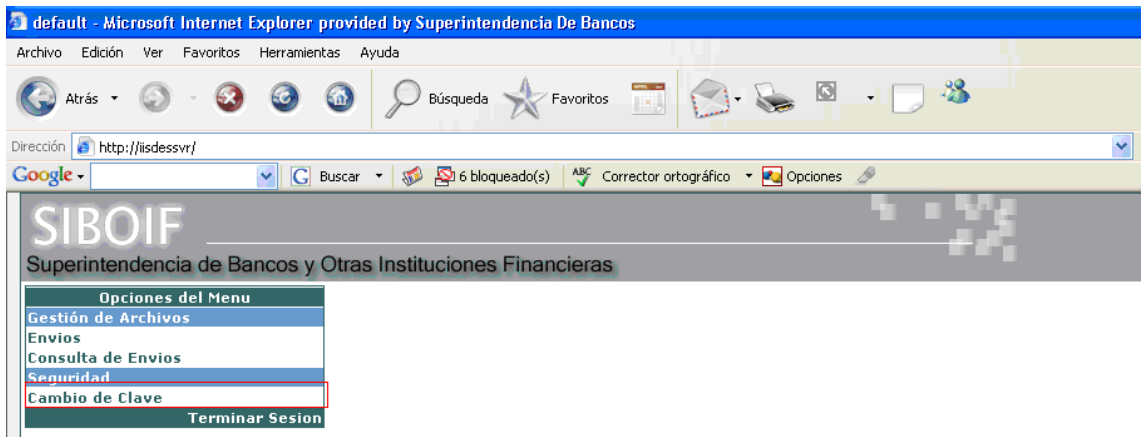 default - Microsoft Internet Explorer provided by Superintendencia De Bancos
Archivo Edición Ver Favoritos Herramientas Ayuda
Atrás Búsqueda Favoritos
Dirección http://iisdessvr/
Google G Buscar 6 bloqueado(s) ABC Corrector ortográfico Opciones
SIBOIF
Superintendencia de Bancos y Otras Instituciones Financieras
Opciones del Menu
Gestión de Archivos
Envios
Consulta de Envios
Seguridad
Cambio de Clave
Terminar Sesion